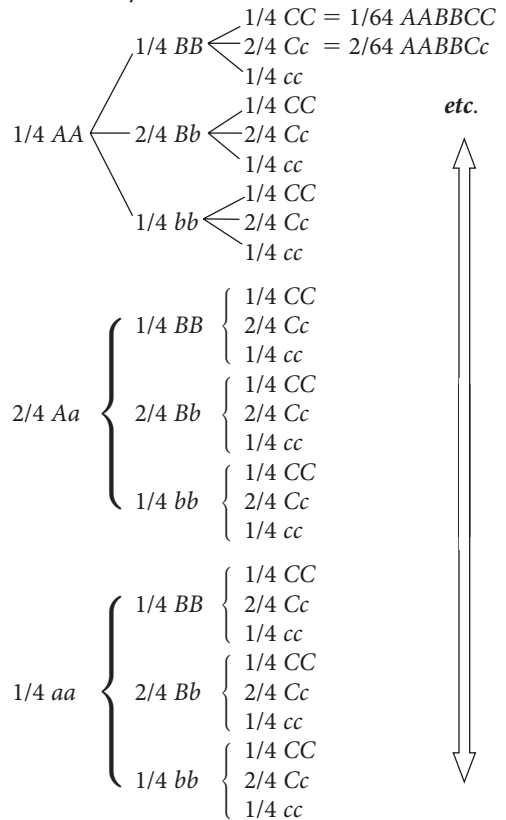 1/4 CC = 1/64 AABBCC
1/4 BB 2/4 Cc = 2/64 AABBCc
1/4 cc
1/4 CC
etc.
1/4 AA 2/4 Bb 2/4 Cc
1/4 cc
1/4 CC
1/4 bb 2/4 Cc
1/4 cc
1/4 CC
1/4 BB 2/4 Cc
1/4 cc
1/4 CC
2/4 Aa 2/4 Bb 2/4 Cc
1/4 cc
1/4 CC
1/4 bb 2/4 Cc
1/4 cc
1/4 CC
1/4 BB 2/4 Cc
1/4 cc
1/4 CC
1/4 aa 2/4 Bb 2/4 Cc
1/4 cc
1/4 CC
1/4 bb 2/4 Cc
1/4 cc